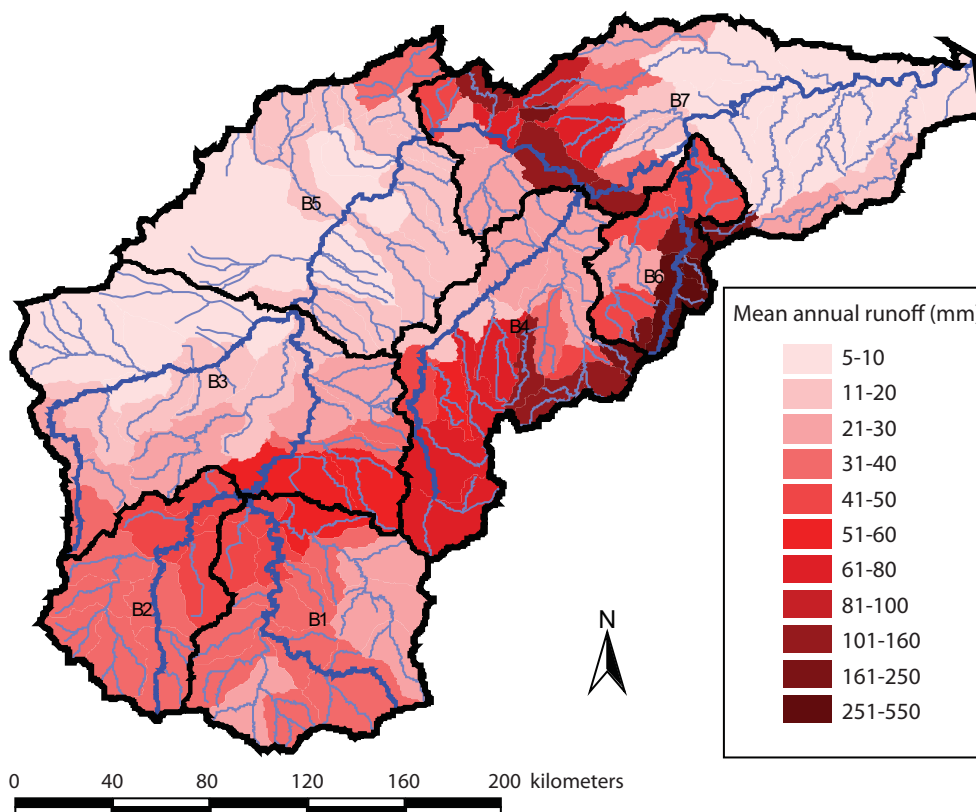 B7
B5
B6
B4
B3
B2
B1
N
Mean annual runoff (mm)
5-10
11-20
21-30
31-40
41-50
51-60
61-80
81-100
101-160
161-250
251-550
0 40 80 120 160 200 kilometers